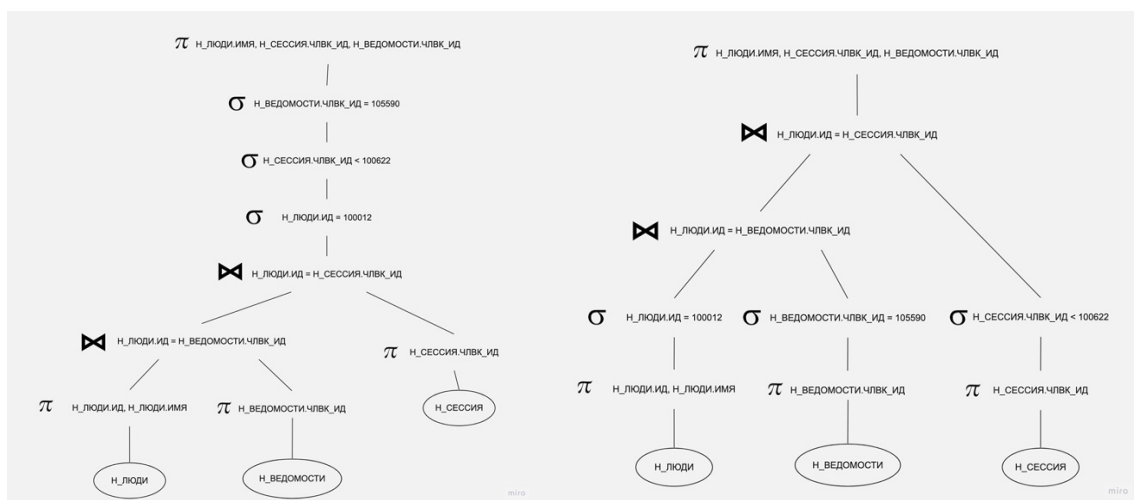 π Н_ЛЮДИ.ИМЯ, Н_СЕССИЯ.ЧЛВК_ИД, Н_ВЕДОМОСТИ.ЧЛВК_ИД
σ Н_ВЕДОМОСТИ.ЧЛВК_ИД = 105590
σ Н_СЕССИЯ.ЧЛВК_ИД < 100622
σ Н_ЛЮДИ.ИД = 100012
⋈ Н_ЛЮДИ.ИД = Н_СЕССИЯ.ЧЛВК_ИД
⋈ Н_ЛЮДИ.ИД = Н_ВЕДОМОСТИ.ЧЛВК_ИД
π Н_СЕССИЯ.ЧЛВК_ИД
π Н_ЛЮДИ.ИД, Н_ЛЮДИ.ИМЯ
π Н_ВЕДОМОСТИ.ЧЛВК_ИД
Н_СЕССИЯ
Н_ЛЮДИ
Н_ВЕДОМОСТИ
miro
π Н_ЛЮДИ.ИМЯ, Н_СЕССИЯ.ЧЛВК_ИД, Н_ВЕДОМОСТИ.ЧЛВК_ИД
⋈ Н_ЛЮДИ.ИД = Н_СЕССИЯ.ЧЛВК_ИД
⋈ Н_ЛЮДИ.ИД = Н_ВЕДОМОСТИ.ЧЛВК_ИД
σ Н_ЛЮДИ.ИД = 100012
σ Н_ВЕДОМОСТИ.ЧЛВК_ИД = 105590
σ Н_СЕССИЯ.ЧЛВК_ИД < 100622
π Н_ЛЮДИ.ИД, Н_ЛЮДИ.ИМЯ
π Н_ВЕДОМОСТИ.ЧЛВК_ИД
π Н_СЕССИЯ.ЧЛВК_ИД
Н_ЛЮДИ
Н_ВЕДОМОСТИ
Н_СЕССИЯ
miro